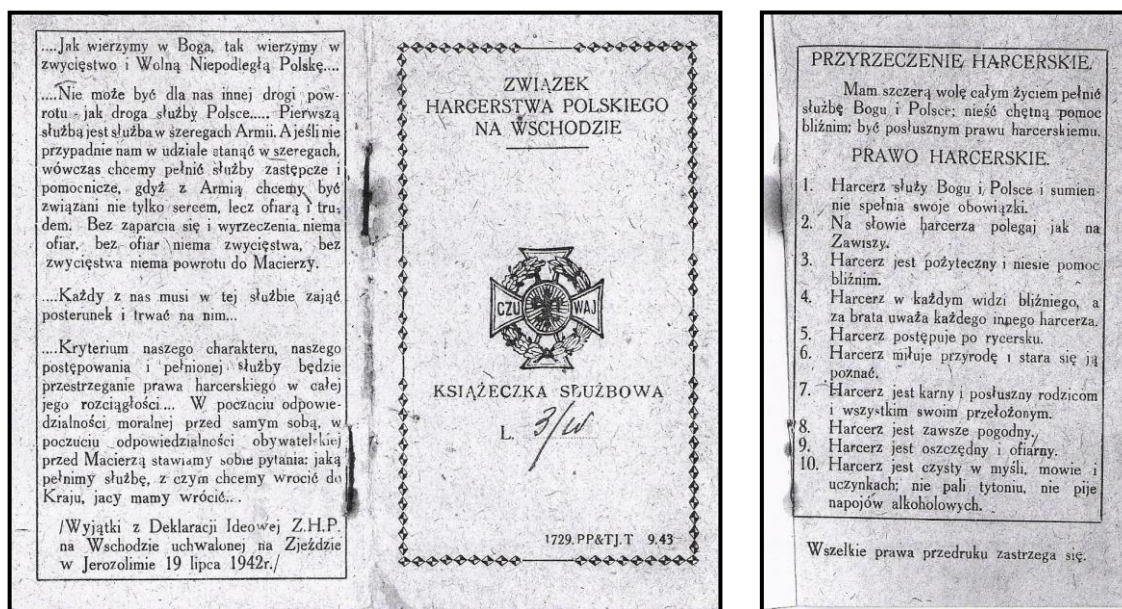 ....Jak wierzymy w Boga, tak wierzymy w
zwycięstwo i Wolną Niepodległą Polskę....
....Nie może być dla nas innej drogi pow-
rotu - jak droga służby Polsce..... Pierwszą
służbą jest służba w szeregach Armii. A jeśli nie
przypadnie nam w udziale stanąć w szeregach,
wówczas chcemy pełnić służby zastępcze i
pomocnicze, gdyż z Armią chcemy być
związani nie tylko sercem, lecz ofiarą i tru-
dem. Bez zaparcia się i wyrzeczenia niema
ofiar, bez ofiar niema zwycięstwa, bez
zwycięstwa niema powrotu do Macierzy.
....Każdy z nas musi w tej służbie zająć
posterunek i trwać na nim...
....Kryterium naszego charakteru, naszego
postępowania i pełnionej służby będzie
przestrzeganie prawa harcerskiego w całej
jego rozciągłości.... W poczuciu odpowie-
dzialności moralnej przed samym sobą, w
poczuciu odpowiedzialności obywatelskiej
przed Macierzą stawiamy sobie pytania: jaką
pełnimy służbę, z czym chcemy wrocić do
Kraju, jacy mamy wrócić...
/Wyjątki z Deklaracji Ideowej Z.H.P.
na Wschodzie uchwalonej na Zjeździe
w Jerozolimie 19 lipca 1942r./
ZWIĄZEK
HARCERSTWA POLSKIEGO
NA WSCHODZIE
CZU WAJ
KSIĄŻECZKA SŁUŻBOWA
L. 3/
1729. PP&TJ. T 9.43
PRZYRZECZENIE HARCERSKIE.
Mam szczerą wolę całym życiem pełnić
służbę Bogu i Polsce; nieść chętną pomoc
bliźnim; być posłusznym prawu harcerskiemu.
PRAWO HARCERSKIE.
1. Harcerz służy Bogu i Polsce i sumien-
nie spełnia swoje obowiązki.
2. Na słowie harcerza polegaj jak na
Zawiszy.
3. Harcerz jest pożyteczny i niesie pomoc
bliźnim.
4. Harcerz w każdym widzi bliźniego, a
za brata uważa każdego innego harcerza.
5. Harcerz postępuje po rycersku.
6. Harcerz miłuje przyrodę i stara się ją
poznać.
7. Harcerz jest karny i posłuszny rodzicom
i wszystkim swoim przełożonym.
8. Harcerz jest zawsze pogodny.
9. Harcerz jest oszczędny i ofiarny.
10. Harcerz jest czysty w myśli, mowie i
uczynkach; nie pali tytoniu, nie pije
napojów alkoholowych.
Wszelkie prawa przedruku zastrzega się.